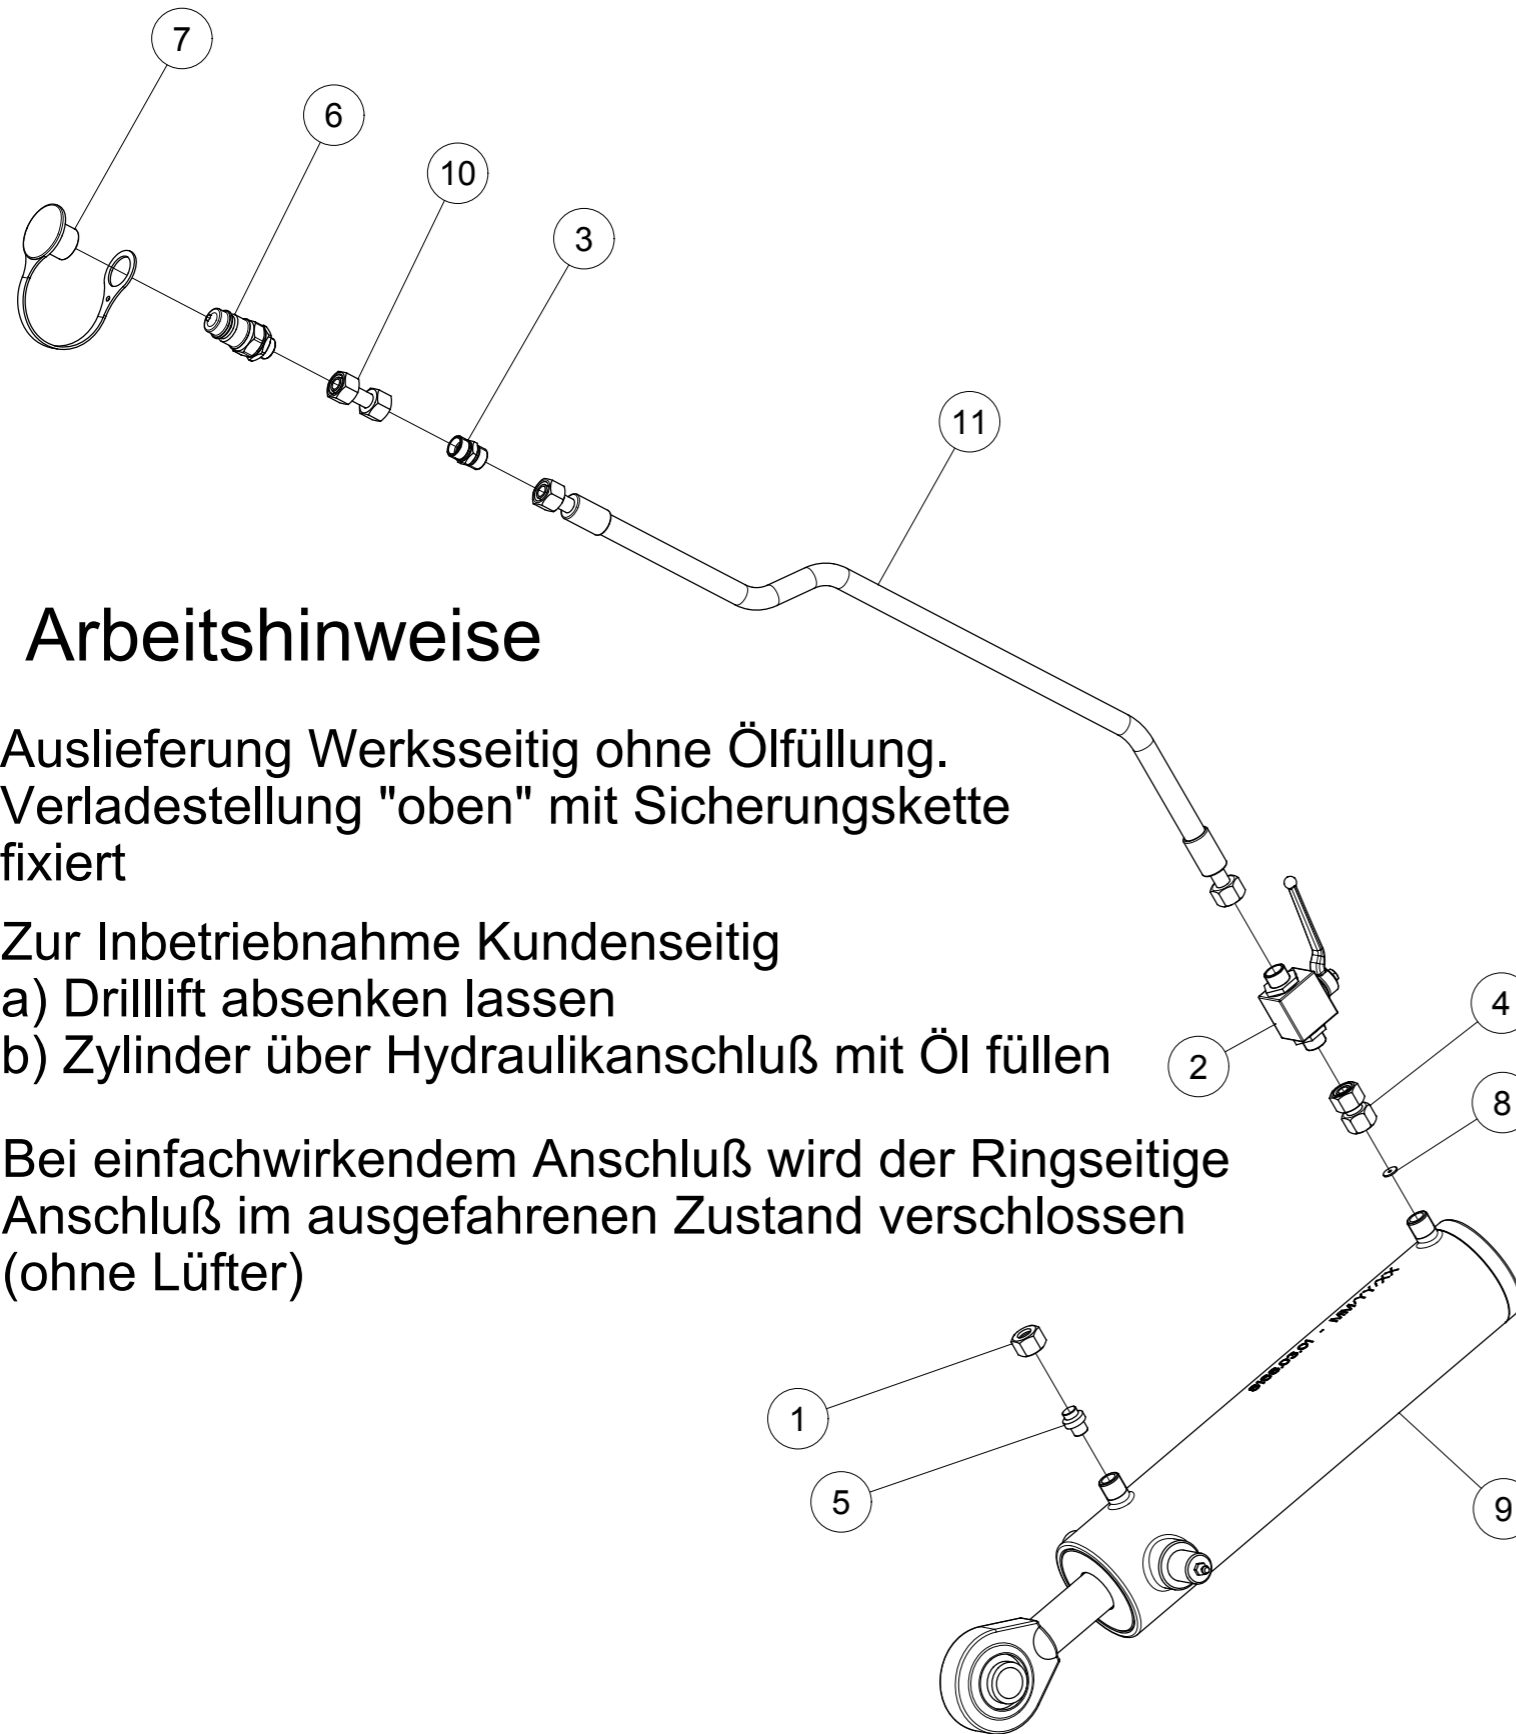 7
6
10
3
11
Arbeitshinweise
Auslieferung Werksseitig ohne Ölfüllung.
Verladestellung "oben" mit Sicherungskette
fixiert
Zur Inbetriebnahme Kundenseitig
a) Drilllift absenken lassen
b) Zylinder über Hydraulikanschluß mit Öl füllen
4
2
8
Bei einfachwirkendem Anschluß wird der Ringseitige
Anschluß im ausgefahrenen Zustand verschlossen
(ohne Lüfter)
1
5
9